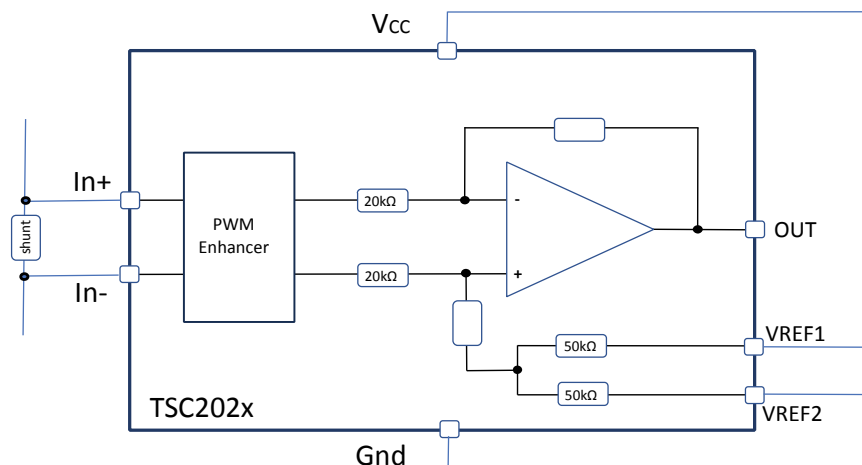 Vcc
In+
20kΩ
shunt
PWM
Enhancer
-
OUT
20kΩ
+
In-
VREF1
50kΩ
50kΩ
TSC202x
VREF2
Gnd